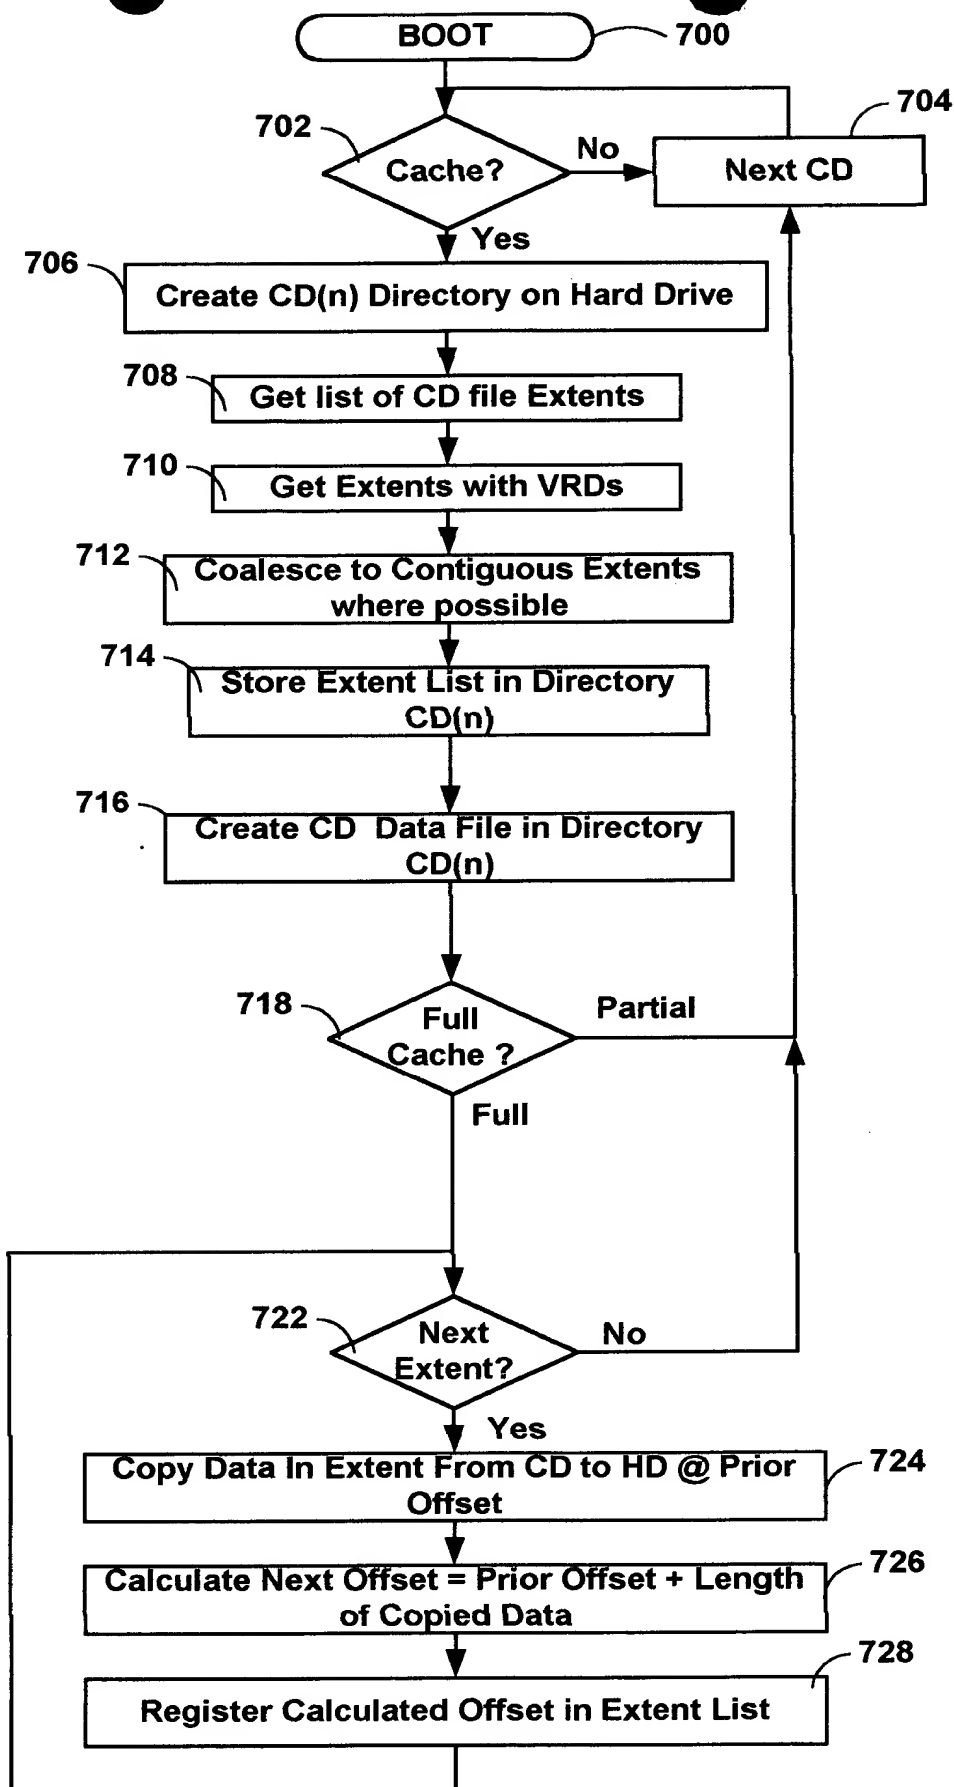 BOOT
700
704
702
Cache?
No
Next CD
Yes
706
Create CD(n) Directory on Hard Drive
708
Get list of CD file Extents
710
Get Extents with VRDs
712
Coalesce to Contiguous Extents
where possible
714
Store Extent List in Directory
CD(n)
716
Create CD Data File in Directory
CD(n)
718
Full
Cache ?
Partial
Full
722
Next
Extent?
No
Yes
Copy Data In Extent From CD to HD @ Prior
Offset
724
Calculate Next Offset = Prior Offset + Length
of Copied Data
726
728
Register Calculated Offset in Extent List